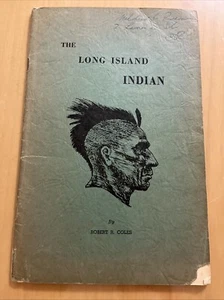 THE
LONG ISLAND
INDIAN
By
ROBERT R. COLES